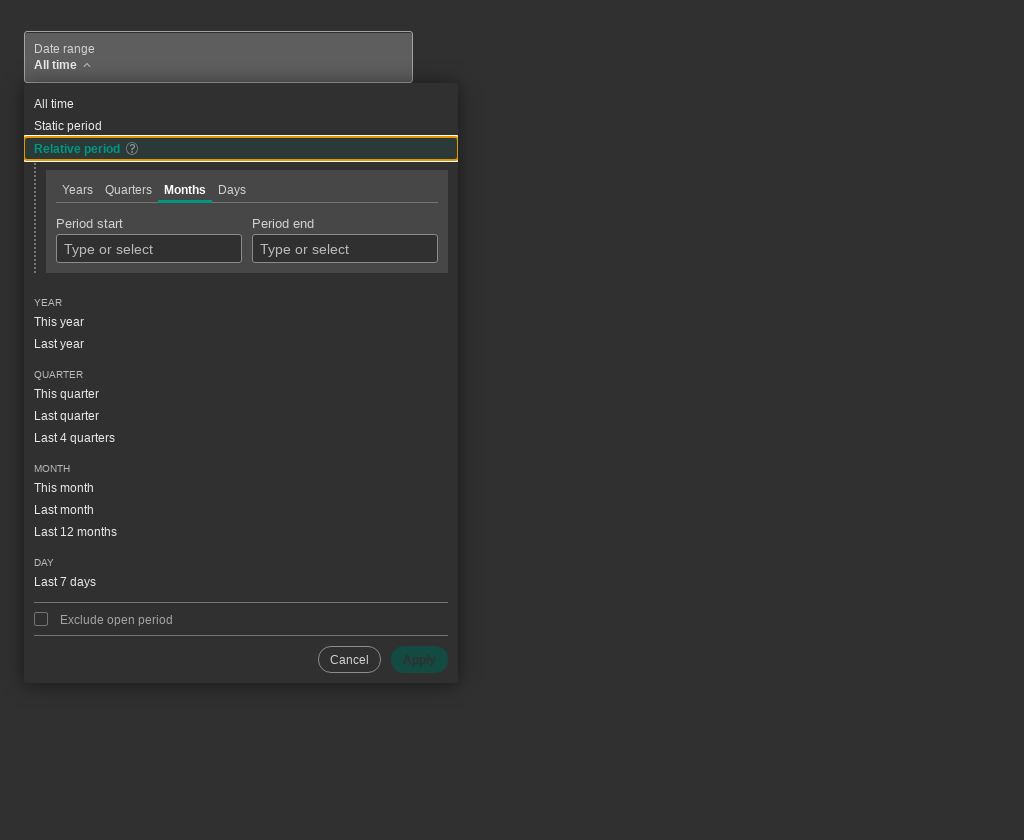 Date range
All time
All time
Static period
Relative period
Years Quarters Months Days
Period start Period end
Type or select Type or select
YEAR
This year
Last year
QUARTER
This quarter
Last quarter
Last 4 quarters
MONTH
This month
Last month
Last 12 months
DAY
Last 7 days
Exclude open period
Cancel Apply